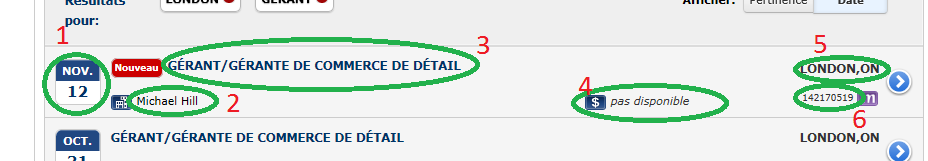 Résultats
pour:
LONDON
GÉRANT
Afficher: Pertinence Date
1
3
5
NOV.
12
Nouveau GÉRANT/GÉRANTE DE COMMERCE DE DÉTAIL
LONDON,ON
2
4
Michael Hill
$ pas disponible
142170519 m
6
OCT.
GÉRANT/GÉRANTE DE COMMERCE DE DÉTAIL
LONDON,ON